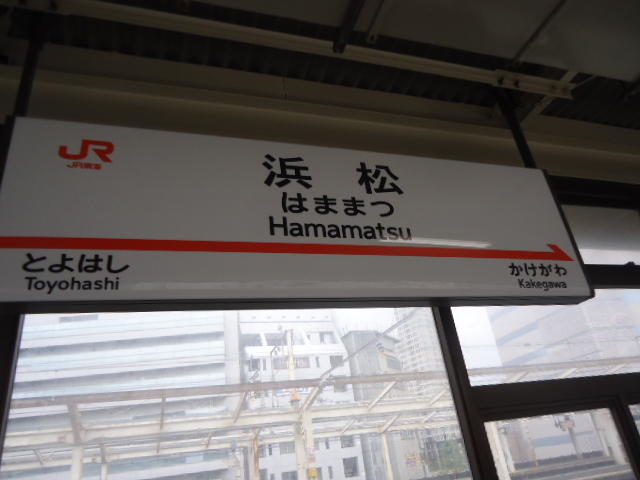 JR
JR東海
浜松
はままつ
Hamamatsu
とよはし
Toyohashi
かけがわ
Kakegawa